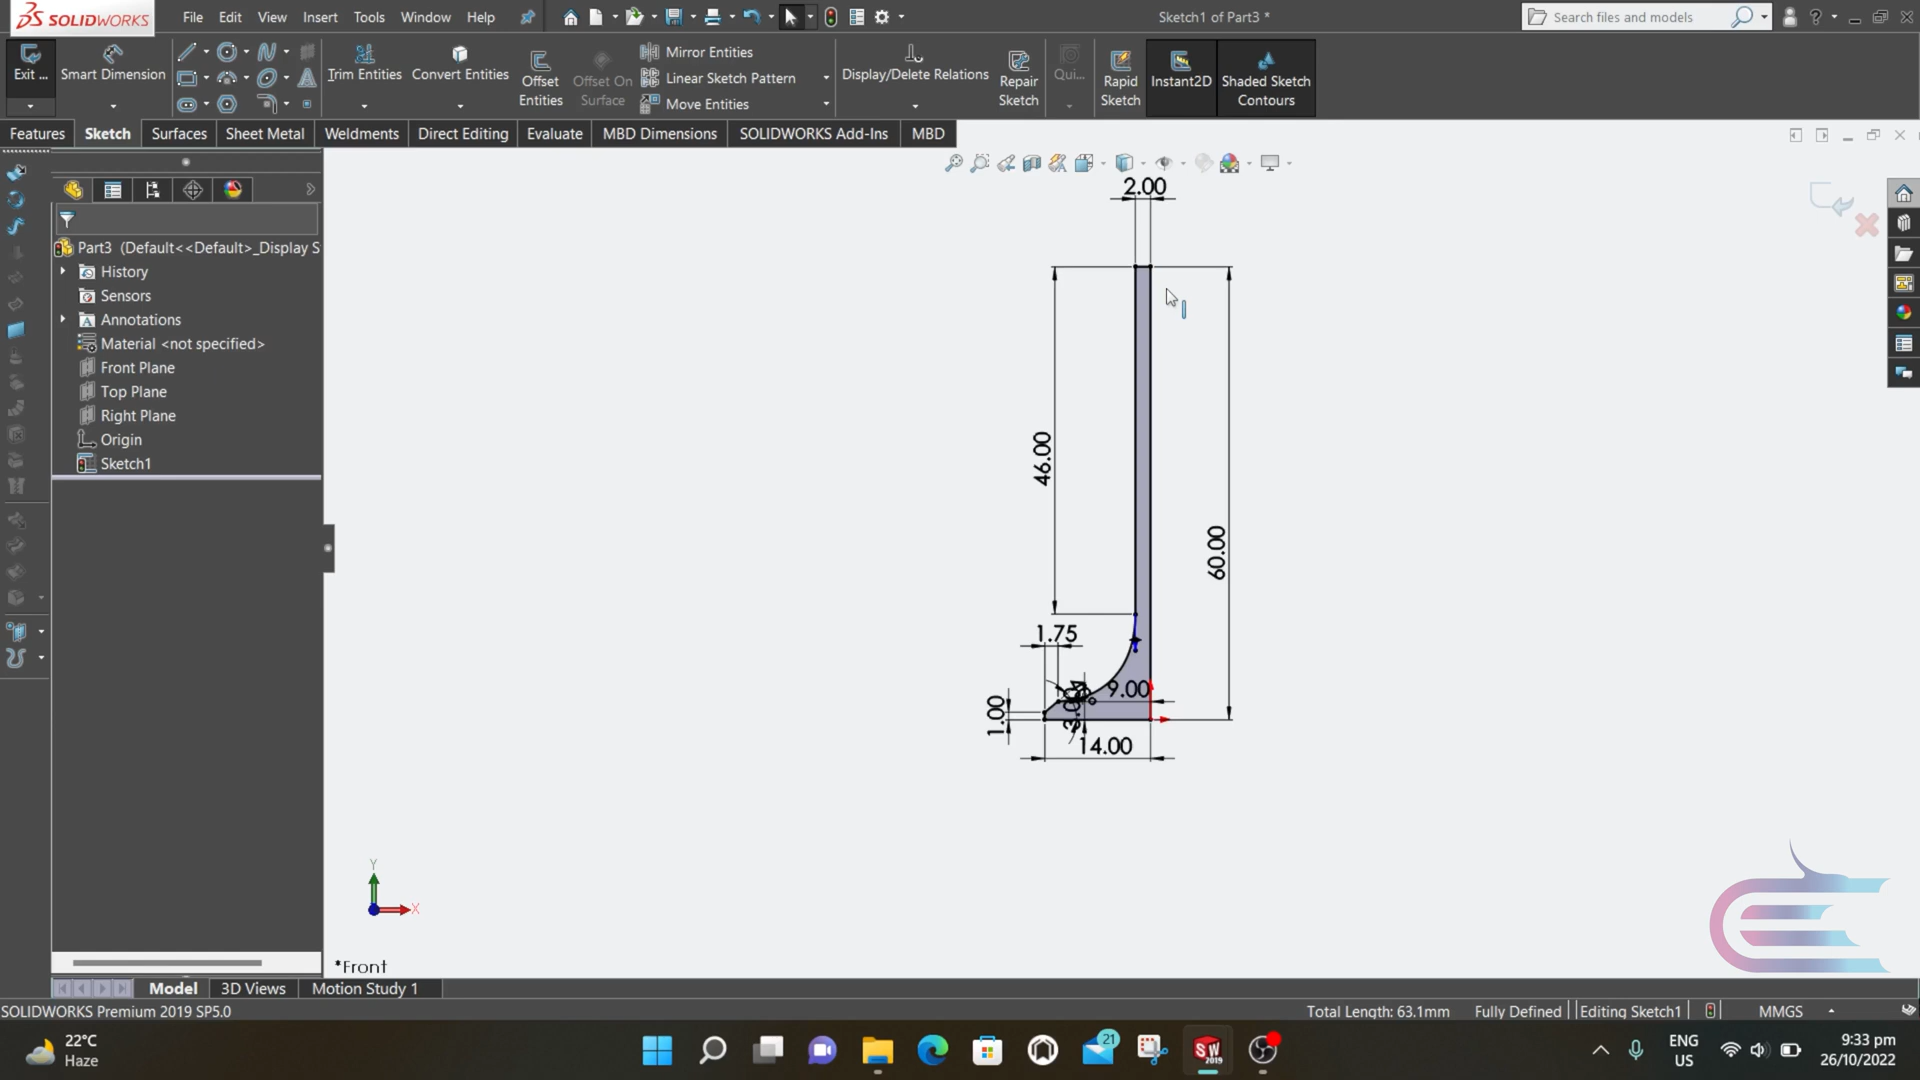 SOLIDWORKS
File Edit View Insert Tools Window Help
Sketch1 of Part3 *
Search files and models
Exit ...
Smart Dimension
Trim Entities
Convert Entities
Offset Entities
Offset On Surface
Mirror Entities
Linear Sketch Pattern
Move Entities
Display/Delete Relations
Repair Sketch
Qui...
Rapid Sketch
Instant2D
Shaded Sketch Contours
Features Sketch Surfaces Sheet Metal Weldments Direct Editing Evaluate MBD Dimensions SOLIDWORKS Add-Ins MBD
Part3 (Default<<Default>_Display S
History
Sensors
Annotations
Material <not specified>
Front Plane
Top Plane
Right Plane
Origin
Sketch1
2.00
46.00
60.00
1.75
9.00
1.00
14.00
Y
X
*Front
Model 3D Views Motion Study 1
SOLIDWORKS Premium 2019 SP5.0
Total Length: 63.1mm Fully Defined Editing Sketch1 MMGS
22°C
Haze
21
SW
2019
ENG
US
9:33 pm
26/10/2022